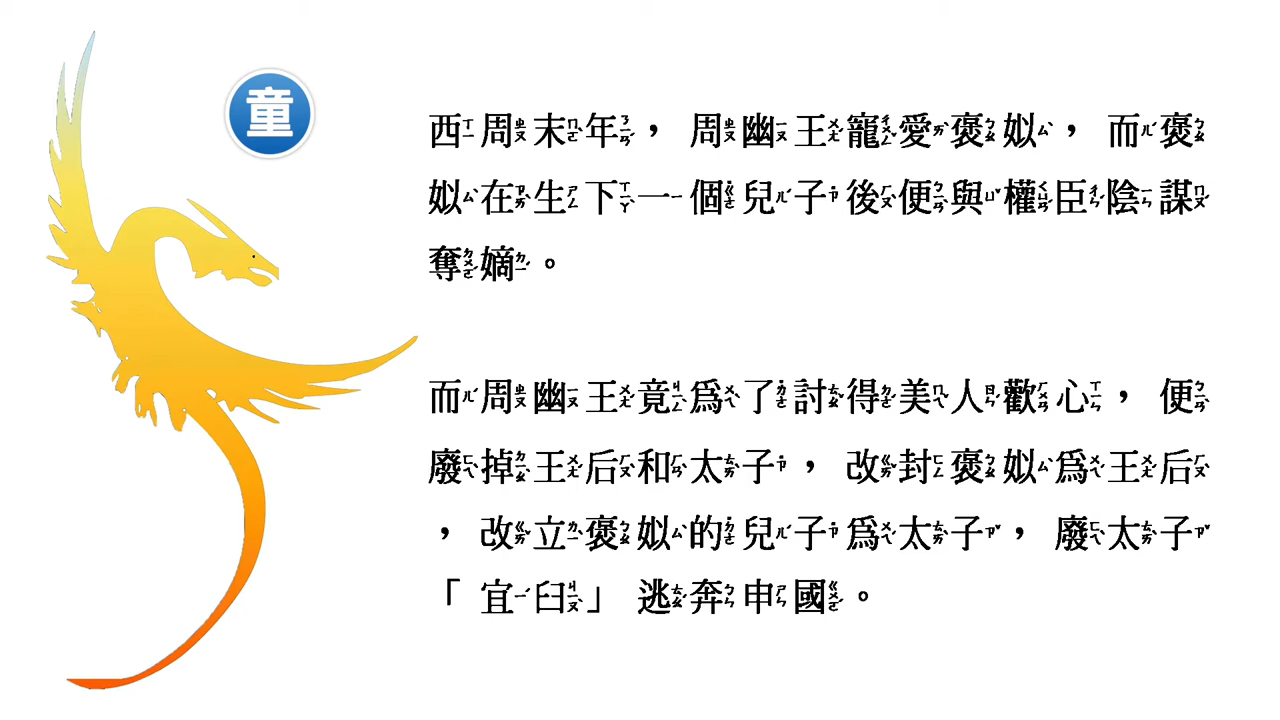 童
西周末年，周幽王寵愛褒姒，而褒
姒在生下一個兒子後便與權臣陰謀
奪嫡。
而周幽王竟為了討得美人歡心，便
廢掉王后和太子，改封褒姒為王后
，改立褒姒的兒子為太子，廢太子
「宜臼」逃奔申國。